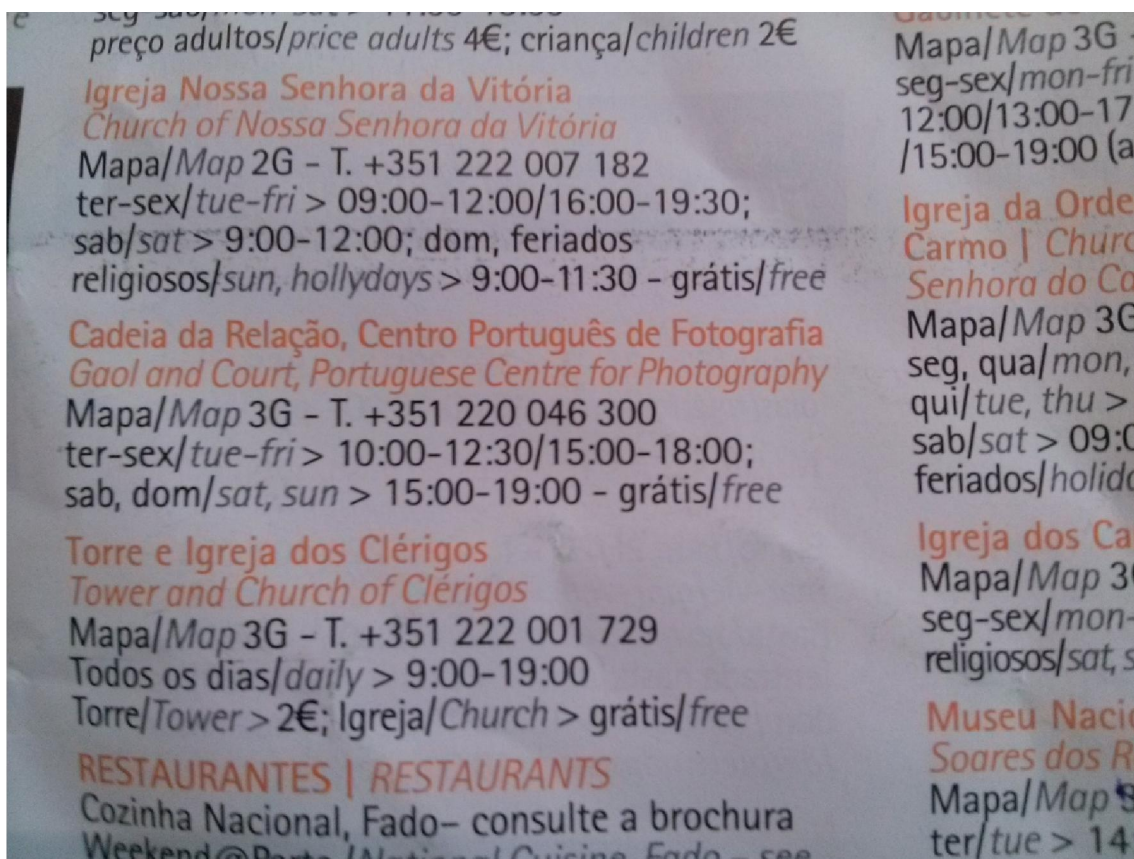 preço adultos/price adults 4€; criança/children 2€
Igreja Nossa Senhora da Vitória
Church of Nossa Senhora da Vitória
Mapa/Map 2G - T. +351 222 007 182
ter-sex/tue-fri > 09:00-12:00/16:00-19:30;
sab/sat > 9:00-12:00; dom, feriados
religiosos/sun, hollydays > 9:00-11:30 - grátis/free
Cadeia da Relação, Centro Português de Fotografia
Gaol and Court, Portuguese Centre for Photography
Mapa/Map 3G - T. +351 220 046 300
ter-sex/tue-fri > 10:00-12:30/15:00-18:00;
sab, dom/sat, sun > 15:00-19:00 - grátis/free
Torre e Igreja dos Clérigos
Tower and Church of Clérigos
Mapa/Map 3G - T. +351 222 001 729
Todos os dias/daily > 9:00-19:00
Torre/Tower > 2€; Igreja/Church > grátis/free
RESTAURANTES | RESTAURANTS
Cozinha Nacional, Fado- consulte a brochura
Weekend@Porto /National Cuisine, Fado - see
Mapa/Map 3G
seg-sex/mon-fri
12:00/13:00-17
/15:00-19:00 (a
Igreja da Orde
Carmo | Churc
Senhora do Ca
Mapa/Map 3G
seg, qua/mon,
qui/tue, thu >
sab/sat > 09:0
feriados/holid
Igreja dos Ca
Mapa/Map 3
seg-sex/mon-
religiosos/sat, s
Museu Nacio
Soares dos R
Mapa/Map
ter/tue > 14